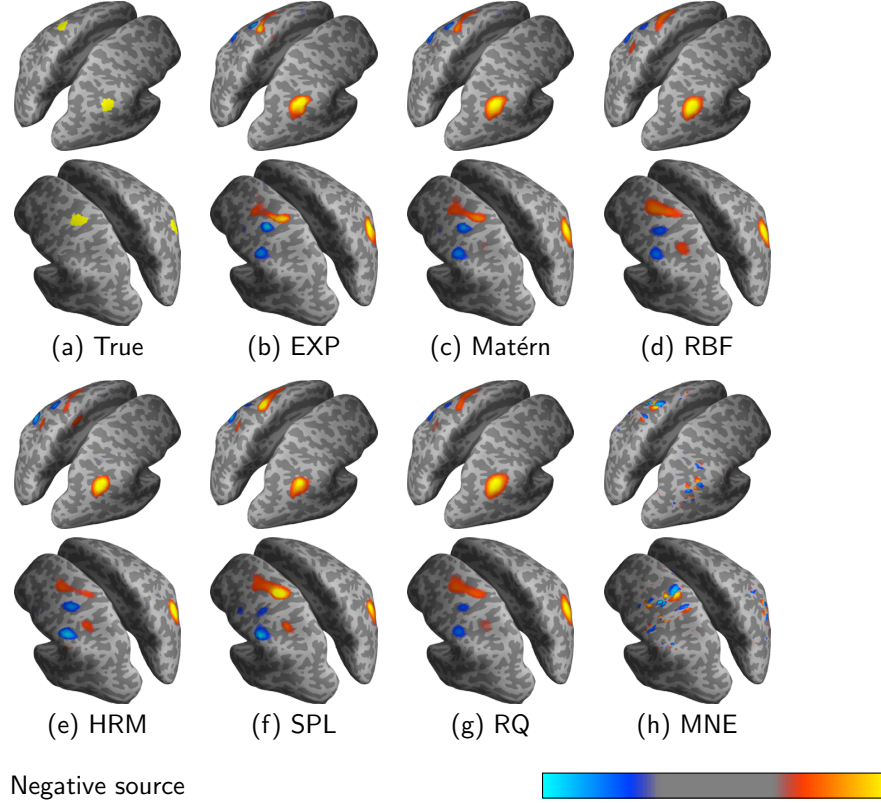 (a) True
(b) EXP
(c) Matérn
(d) RBF
(e) HRM
(f) SPL
(g) RQ
(h) MNE
Negative source